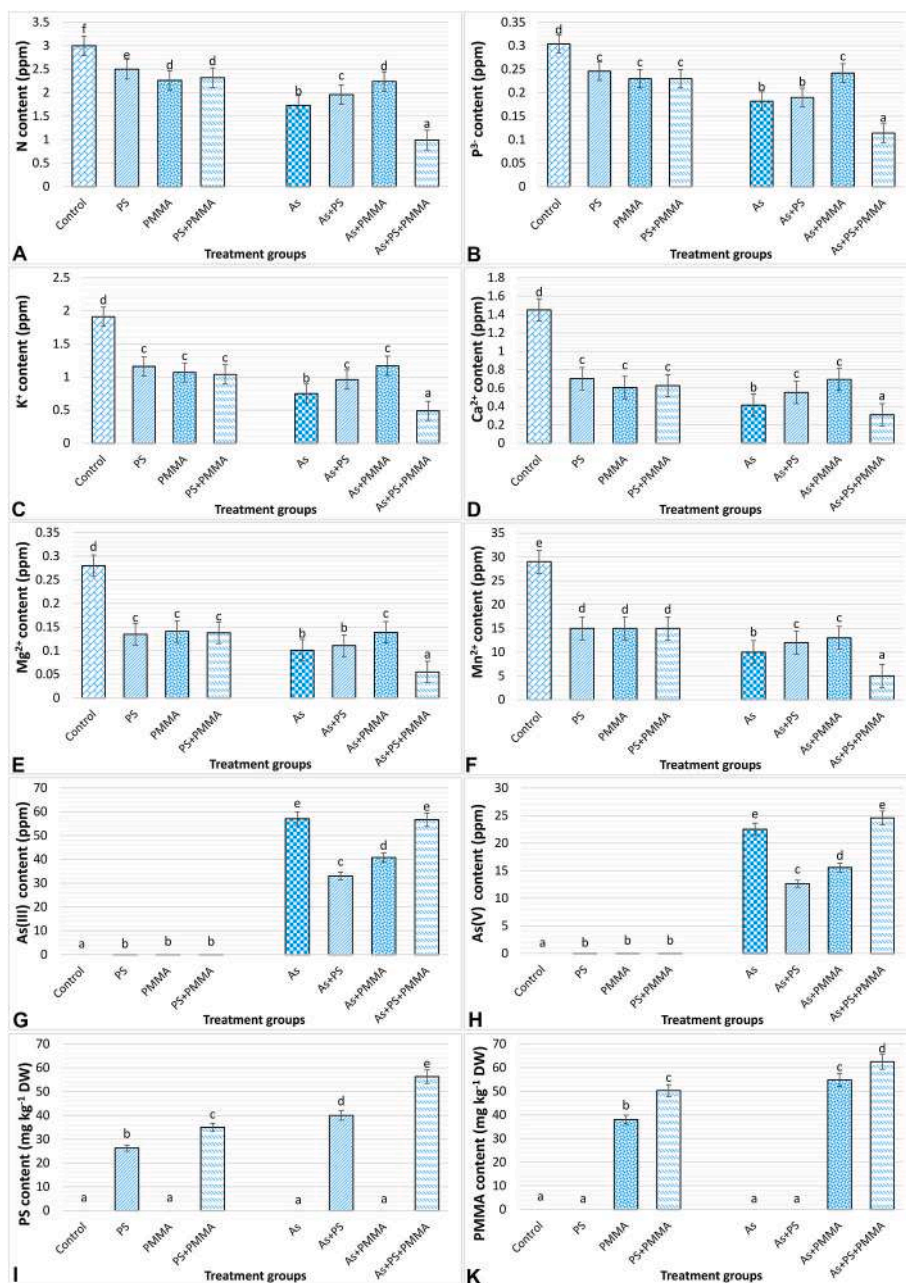 N content (ppm)
3.5
3
2.5
2
1.5
1
0.5
0
f
e
d
d
b
c
d
a
Control
PS
PMMA
PS+PMMA
As
As+PS
As+PMMA
As+PS+PMMA
A
Treatment groups
P³⁻ content (ppm)
0.35
0.3
0.25
0.2
0.15
0.1
0.05
0
d
c
c
c
b
b
c
a
Control
PS
PMMA
PS+PMMA
As
As+PS
As+PMMA
As+PS+PMMA
B
Treatment groups
K⁺ content (ppm)
2.5
2
1.5
1
0.5
0
d
c
c
c
b
c
c
a
Control
PS
PMMA
PS+PMMA
As
As+PS
As+PMMA
As+PS+PMMA
C
Treatment groups
Ca²⁺ content (ppm)
1.8
1.6
1.4
1.2
1
0.8
0.6
0.4
0.2
0
d
c
c
c
b
c
c
a
Control
PS
PMMA
PS+PMMA
As
As+PS
As+PMMA
As+PS+PMMA
D
Treatment groups
Mg²⁺ content (ppm)
0.35
0.3
0.25
0.2
0.15
0.1
0.05
0
d
c
c
c
b
b
c
a
Control
PS
PMMA
PS+PMMA
As
As+PS
As+PMMA
As+PS+PMMA
E
Treatment groups
Mn²⁺ content (ppm)
35
30
25
20
15
10
5
0
e
d
d
d
b
c
c
a
Control
PS
PMMA
PS+PMMA
As
As+PS
As+PMMA
As+PS+PMMA
F
Treatment groups
As(III) content (ppm)
70
60
50
40
30
20
10
0
a
b
b
b
e
c
d
e
Control
PS
PMMA
PS+PMMA
As
As+PS
As+PMMA
As+PS+PMMA
G
Treatment groups
As(V) content (ppm)
30
25
20
15
10
5
0
a
b
b
b
e
c
d
e
Control
PS
PMMA
PS+PMMA
As
As+PS
As+PMMA
As+PS+PMMA
H
Treatment groups
PS content (mg kg⁻¹ DW)
70
60
50
40
30
20
10
0
a
b
a
c
a
d
a
e
Control
PS
PMMA
PS+PMMA
As
As+PS
As+PMMA
As+PS+PMMA
I
Treatment groups
PMMA content (mg kg⁻¹ DW)
70
60
50
40
30
20
10
0
a
a
b
c
a
a
c
d
Control
PS
PMMA
PS+PMMA
As
As+PS
As+PMMA
As+PS+PMMA
K
Treatment groups